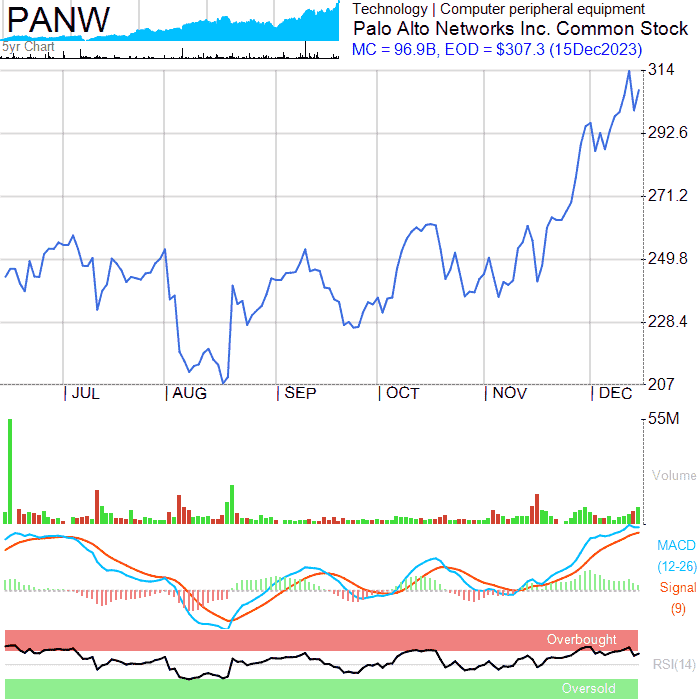 PANW
5yr Chart
Technology | Computer peripheral equipment
Palo Alto Networks Inc. Common Stock
MC = 96.9B, EOD = $307.3 (15Dec2023)
314
292.6
271.2
249.8
228.4
207
JUL
AUG
SEP
OCT
NOV
DEC
55M
Volume
MACD
(12-26)
Signal
(9)
Overbought
RSI(14)
Oversold